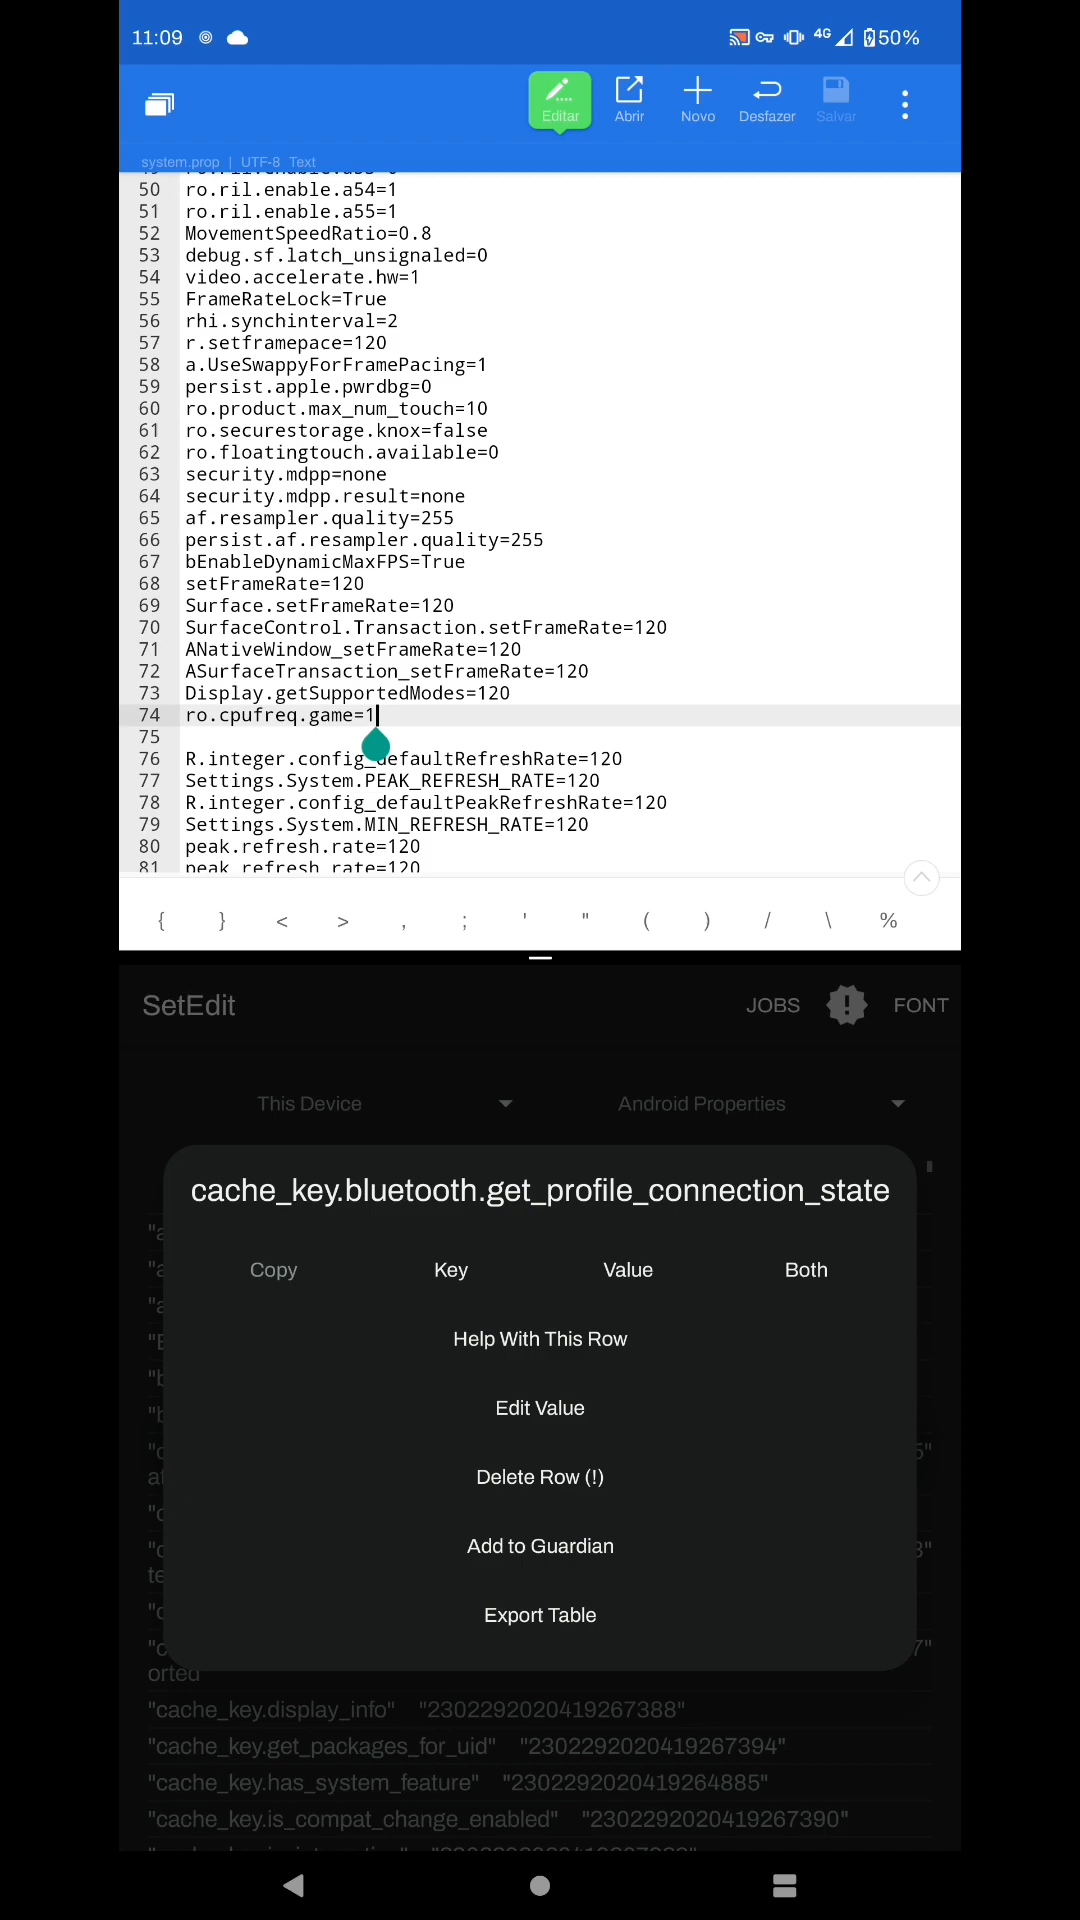 11:09
4G
50%
Editar
Abrir
Novo
Desfazer
Salvar
system.prop | UTF-8 Text
50 ro.ril.enable.a54=1
51 ro.ril.enable.a55=1
52 MovementSpeedRatio=0.8
53 debug.sf.latch_unsignaled=0
54 video.accelerate.hw=1
55 FrameRateLock=True
56 rhi.synchinterval=2
57 r.setframepace=120
58 a.UseSwappyForFramePacing=1
59 persist.apple.pwrdbg=0
60 ro.product.max_num_touch=10
61 ro.securestorage.knox=false
62 ro.floatingtouch.available=0
63 security.mdpp=none
64 security.mdpp.result=none
65 af.resampler.quality=255
66 persist.af.resampler.quality=255
67 bEnableDynamicMaxFPS=True
68 setFrameRate=120
69 Surface.setFrameRate=120
70 SurfaceControl.Transaction.setFrameRate=120
71 ANativeWindow_setFrameRate=120
72 ASurfaceTransaction_setFrameRate=120
73 Display.getSupportedModes=120
74 ro.cpufreq.game=1
75
76 R.integer.config_defaultRefreshRate=120
77 Settings.System.PEAK_REFRESH_RATE=120
78 R.integer.config_defaultPeakRefreshRate=120
79 Settings.System.MIN_REFRESH_RATE=120
80 peak.refresh.rate=120
81 peak_refresh_rate=120
{ } < > , ; ' " ( ) / \ %
SetEdit
JOBS
FONT
This Device
Android Properties
cache_key.bluetooth.get_profile_connection_state
Copy
Key
Value
Both
Help With This Row
Edit Value
Delete Row (!)
Add to Guardian
Export Table
orted
"cache_key.display_info" "2302292020419267388"
"cache_key.get_packages_for_uid" "2302292020419267394"
"cache_key.has_system_feature" "2302292020419264885"
"cache_key.is_compat_change_enabled" "2302292020419267390"